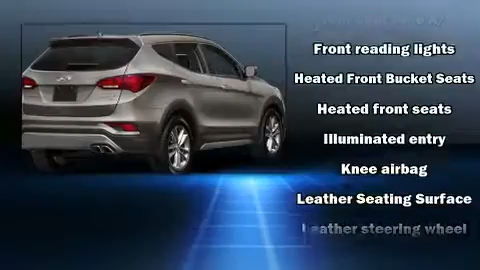 Front reading lights
Heated Front Bucket Seats
Heated front seats
Illuminated entry
Knee airbag
Leather Seating Surface
Leather steering wheel